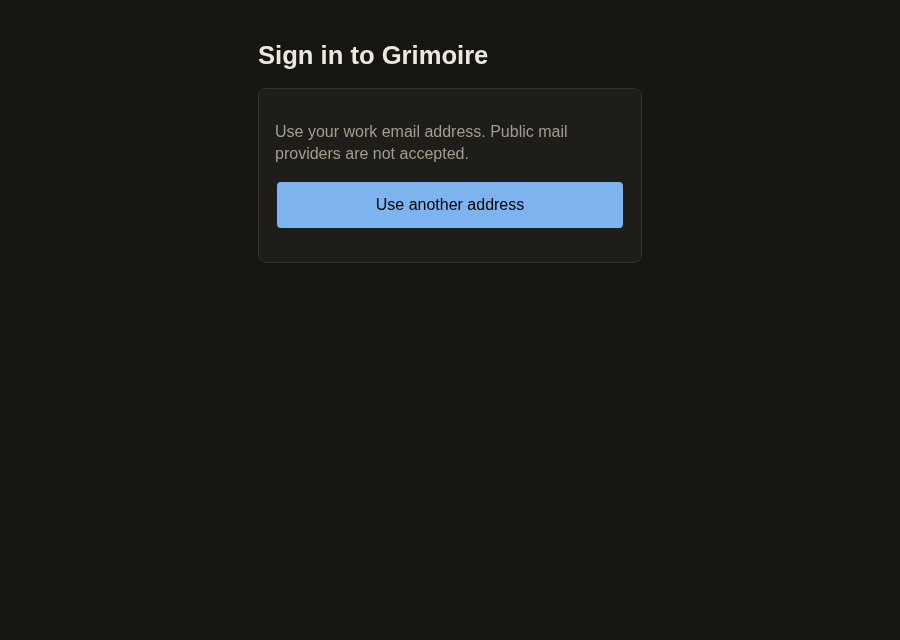 Sign in to Grimoire
Use your work email address. Public mail
providers are not accepted.
Use another address